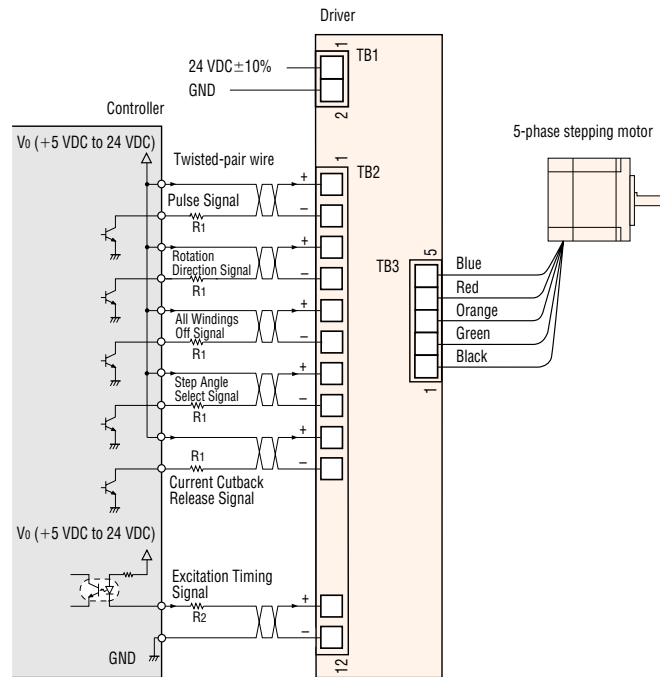 Driver
24 VDC±10%
GND
1
2
TB1
Controller
V0 (+5 VDC to 24 VDC)
5-phase stepping motor
Twisted-pair wire
1
TB2
+
Pulse Signal
−
R1
+
Rotation
Direction Signal
−
R1
+
All Windings
Off Signal
−
R1
+
Step Angle
Select Signal
−
R1
+
−
R1
Current Cutback
Release Signal
TB3
5
Blue
Red
Orange
Green
Black
1
V0 (+5 VDC to 24 VDC)
Excitation Timing
Signal
+
R2
−
GND
12